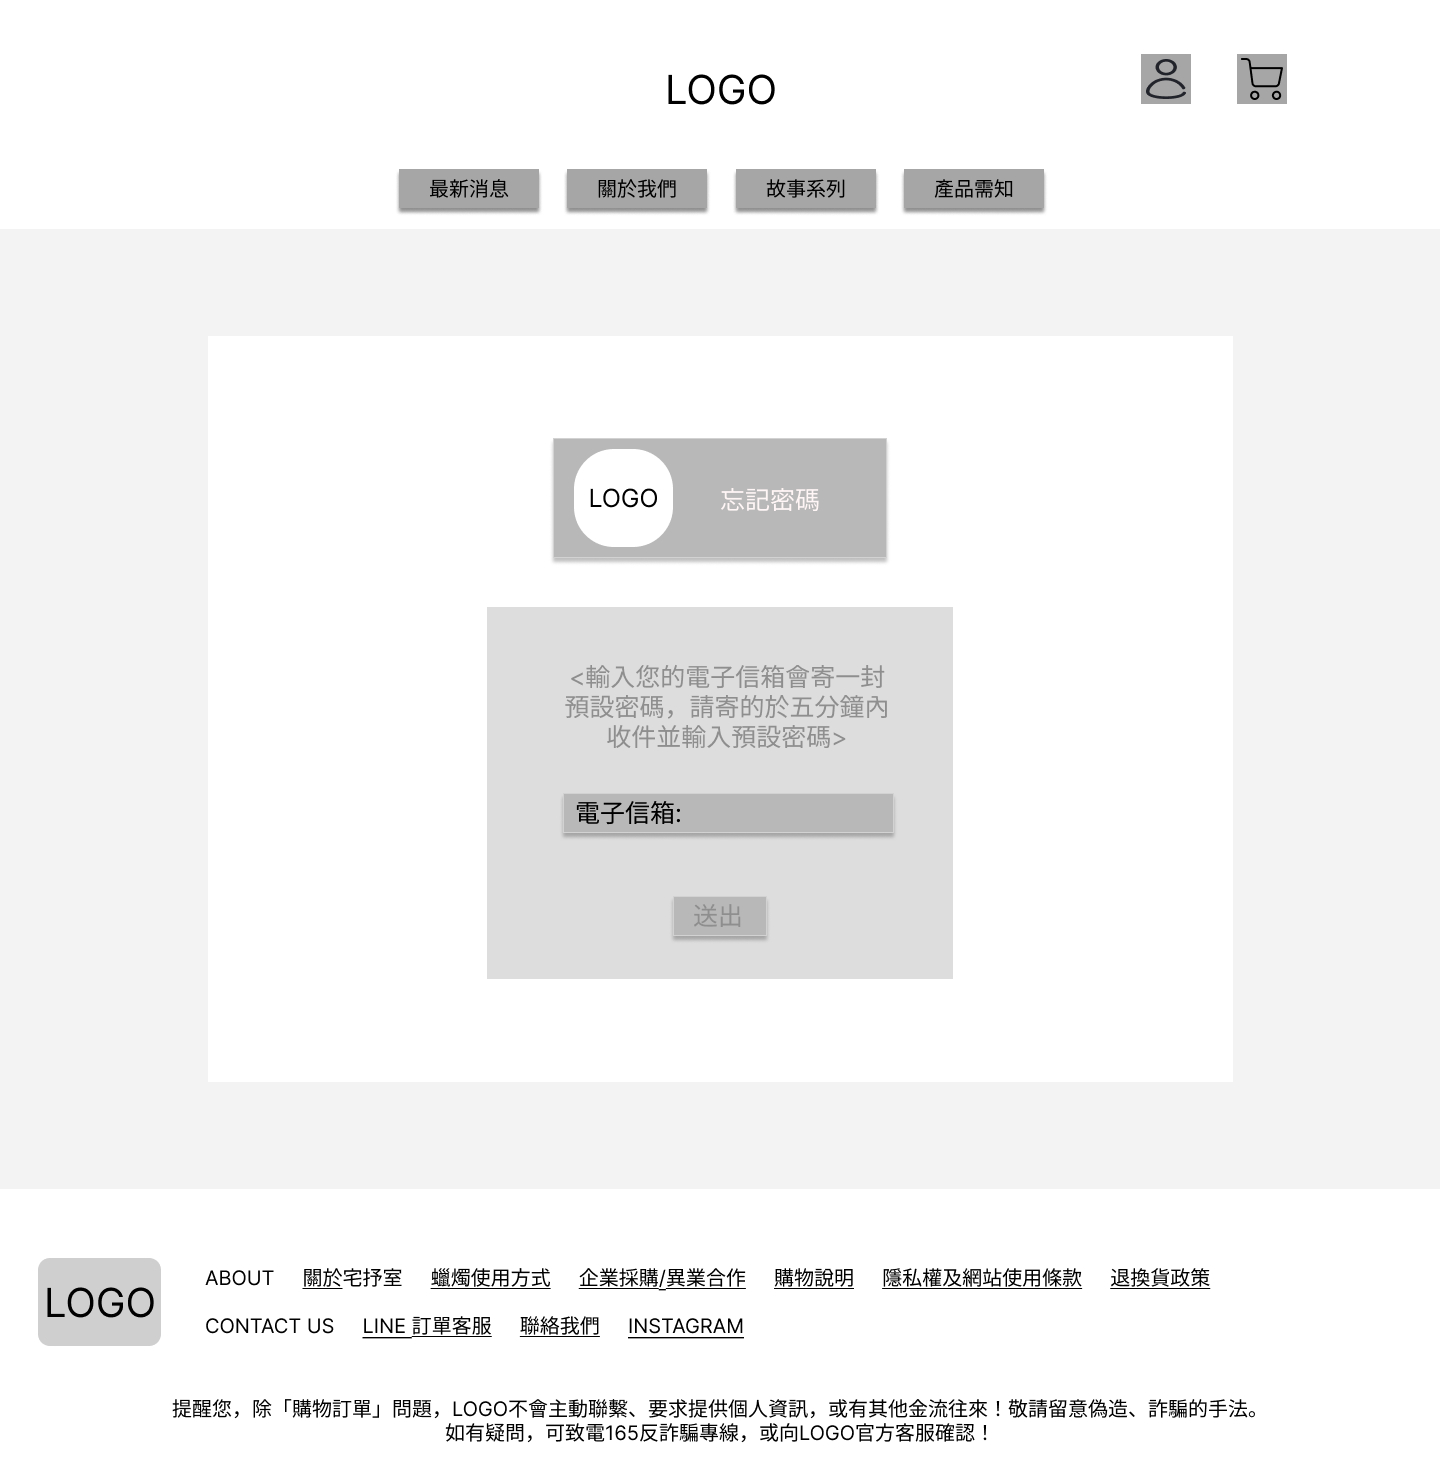 LOGO
最新消息 關於我們 故事系列 產品需知
LOGO 忘記密碼
<輸入您的電子信箱會寄一封
預設密碼，請寄的於五分鐘內
收件並輸入預設密碼>
電子信箱:
送出
LOGO
ABOUT 關於宅抒室 蠟燭使用方式 企業採購/異業合作 購物說明 隱私權及網站使用條款 退換貨政策
CONTACT US LINE 訂單客服 聯絡我們 INSTAGRAM
提醒您，除「購物訂單」問題，LOGO不會主動聯繫、要求提供個人資訊，或有其他金流往來！敬請留意偽造、詐騙的手法。
如有疑問，可致電165反詐騙專線，或向LOGO官方客服確認！